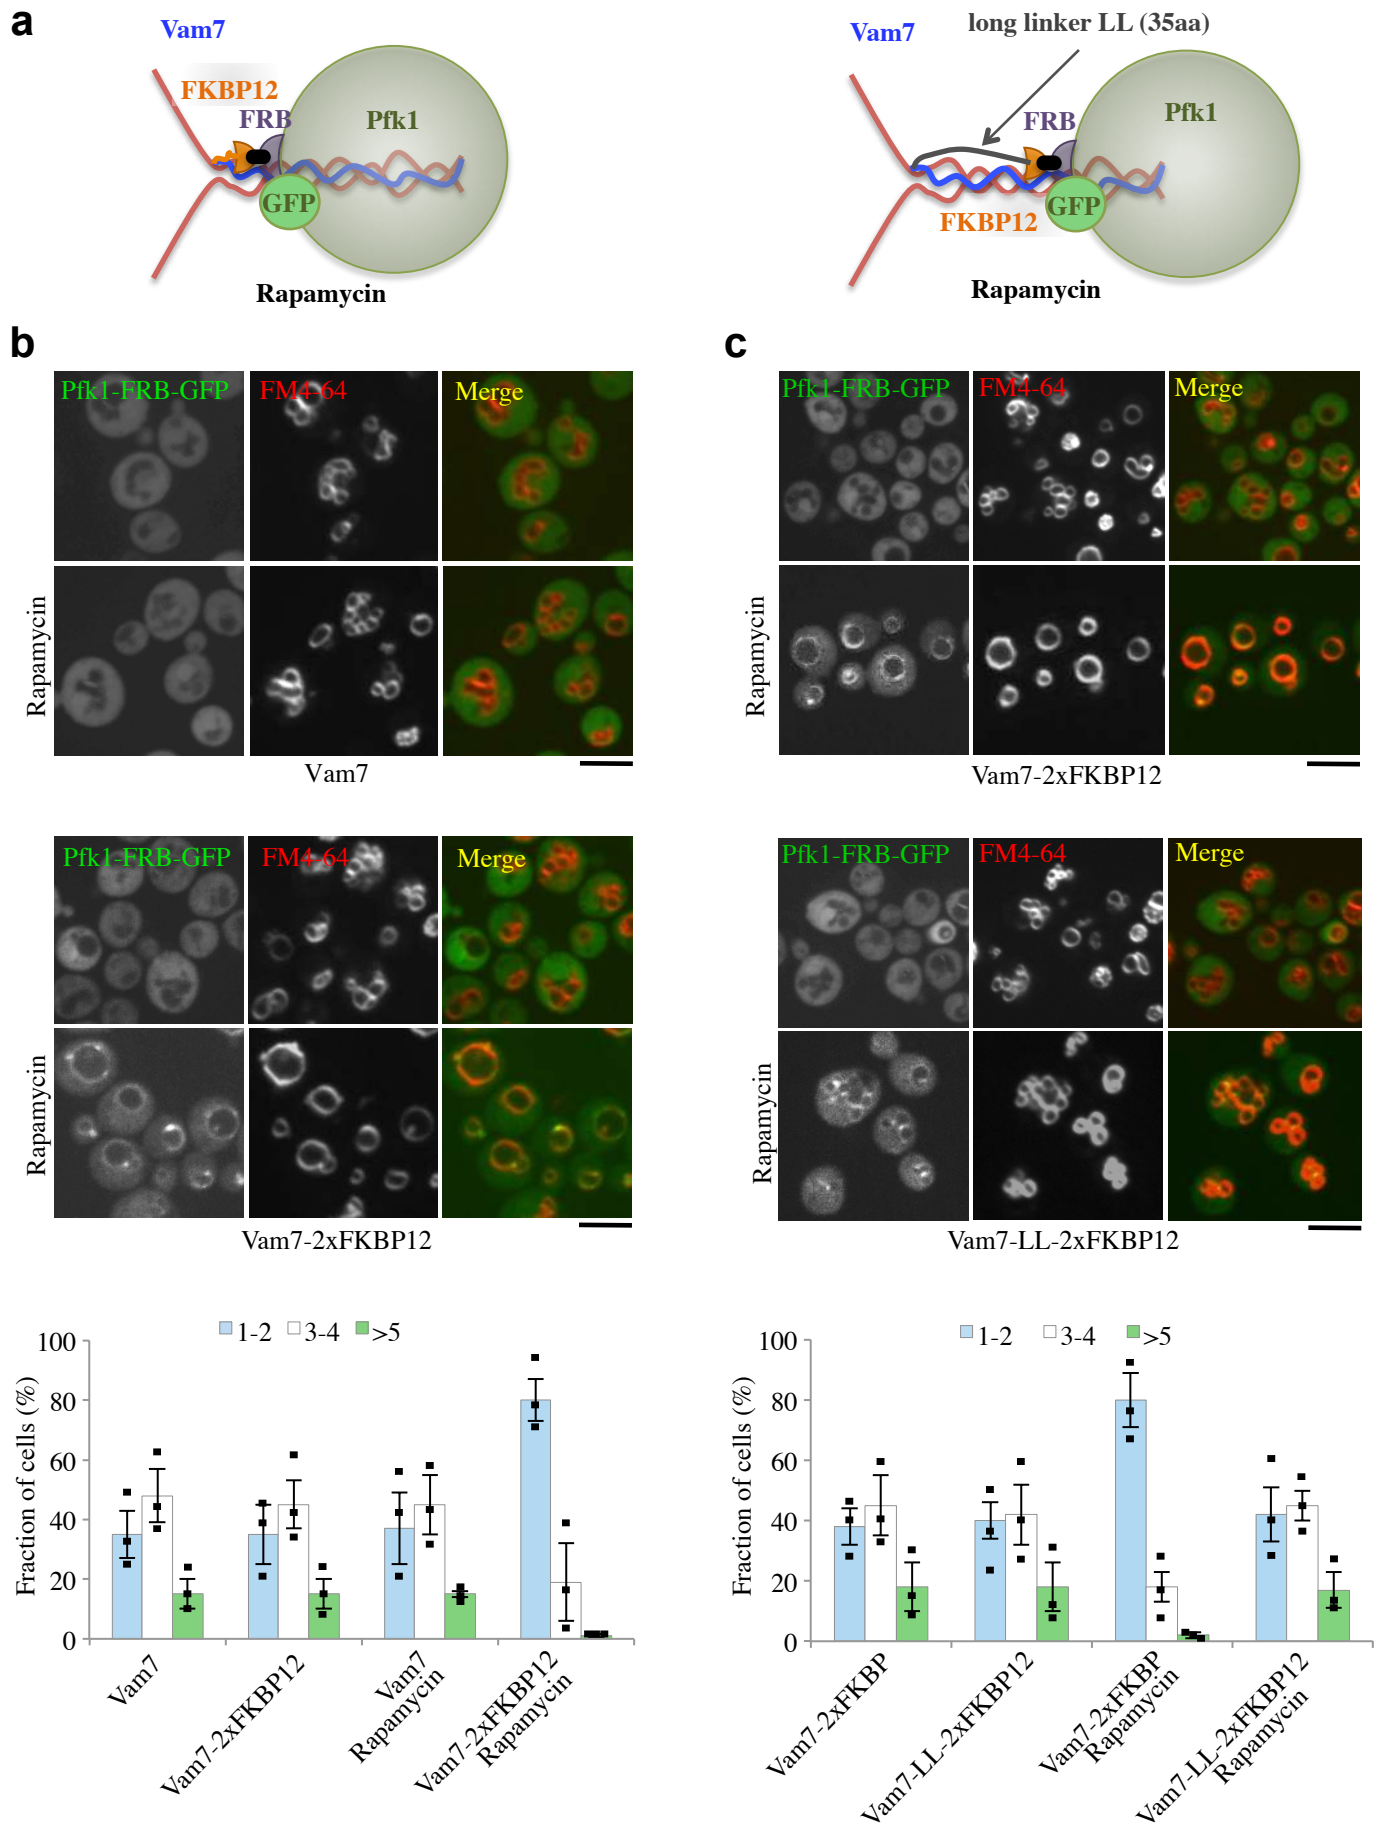 a
Vam7
FKBP12
FRB
Pfk1
GFP
Rapamycin
long linker LL (35aa)
Vam7
FRB
Pfk1
FKBP12
GFP
Rapamycin
b
Pfk1-FRB-GFP
FM4-64
Merge
Rapamycin
Vam7
Pfk1-FRB-GFP
FM4-64
Merge
Rapamycin
Vam7-2xFKBP12
1-2
3-4
>5
Fraction of cells (%)
100
80
60
40
20
0
Vam7
Vam7-2xFKBP12
Vam7
Rapamycin
Vam7-2xFKBP12
Rapamycin
c
Pfk1-FRB-GFP
FM4-64
Merge
Rapamycin
Vam7-2xFKBP12
Pfk1-FRB-GFP
FM4-64
Merge
Rapamycin
Vam7-LL-2xFKBP12
1-2
3-4
>5
Fraction of cells (%)
100
80
60
40
20
0
Vam7-2xFKBP
Vam7-LL-2xFKBP12
Vam7-2xFKBP
Rapamycin
Vam7-LL-2xFKBP12
Rapamycin